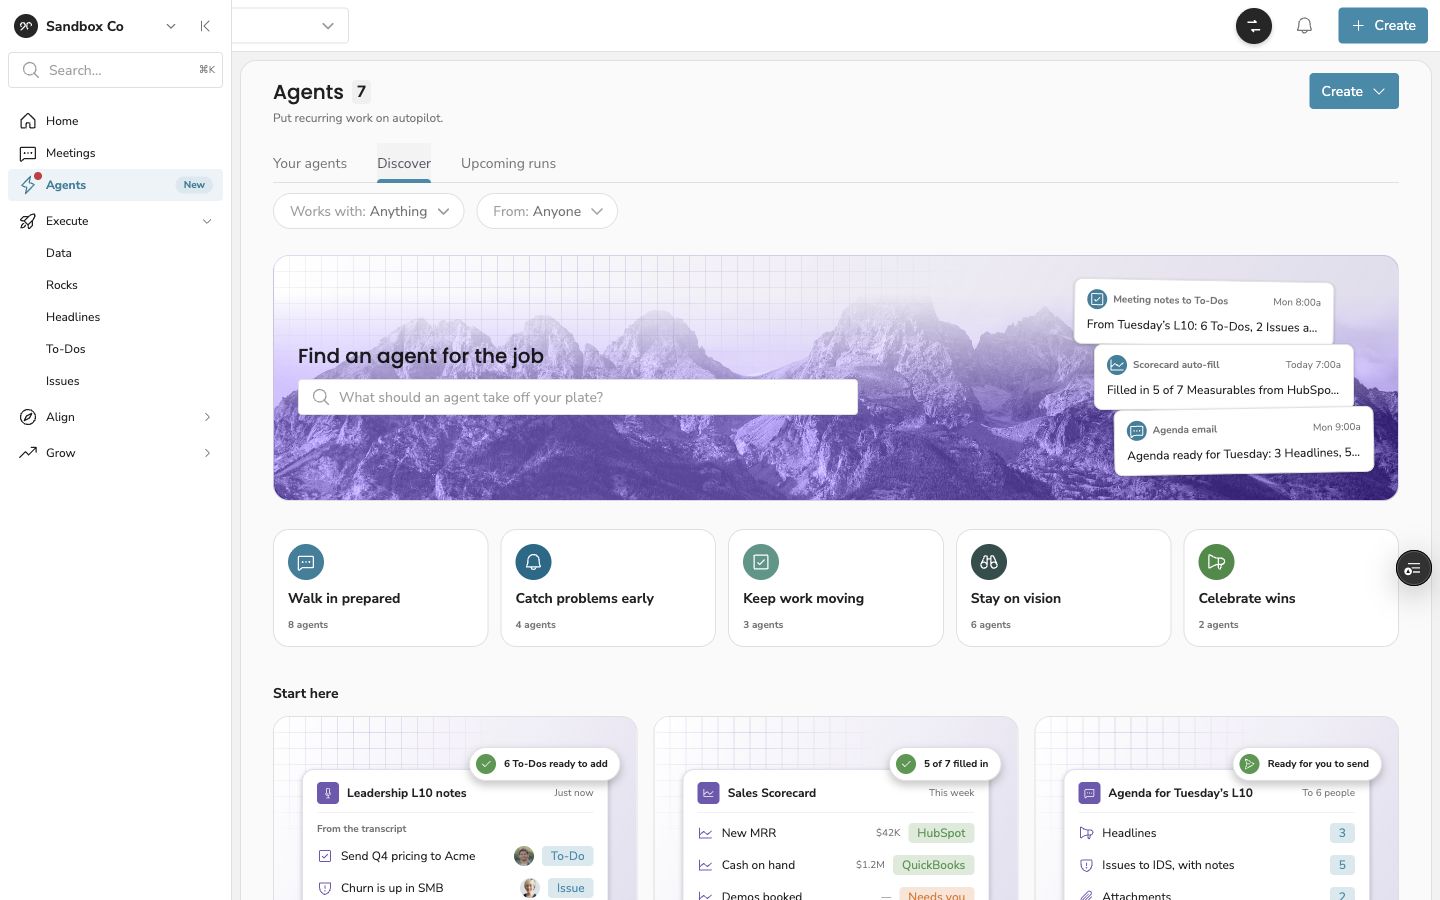 Sandbox Co
Search...
⌘K
Home
Meetings
Agents
New
Execute
Data
Rocks
Headlines
To-Dos
Issues
Align
Grow
Create
Agents 7
Put recurring work on autopilot.
Create
Your agents
Discover
Upcoming runs
Works with: Anything
From: Anyone
Find an agent for the job
What should an agent take off your plate?
Meeting notes to To-Dos
Mon 8:00a
From Tuesday's L10: 6 To-Dos, 2 Issues a...
Scorecard auto-fill
Today 7:00a
Filled in 5 of 7 Measurables from HubSpo...
Agenda email
Mon 9:00a
Agenda ready for Tuesday: 3 Headlines, 5...
Walk in prepared
8 agents
Catch problems early
4 agents
Keep work moving
3 agents
Stay on vision
6 agents
Celebrate wins
2 agents
Start here
6 To-Dos ready to add
Leadership L10 notes
Just now
From the transcript
Send Q4 pricing to Acme
To-Do
Churn is up in SMB
Issue
5 of 7 filled in
Sales Scorecard
This week
New MRR
$42K
HubSpot
Cash on hand
$1.2M
QuickBooks
Demos booked
—
Needs you
Ready for you to send
Agenda for Tuesday's L10
To 6 people
Headlines
3
Issues to IDS, with notes
5
Attachments
2